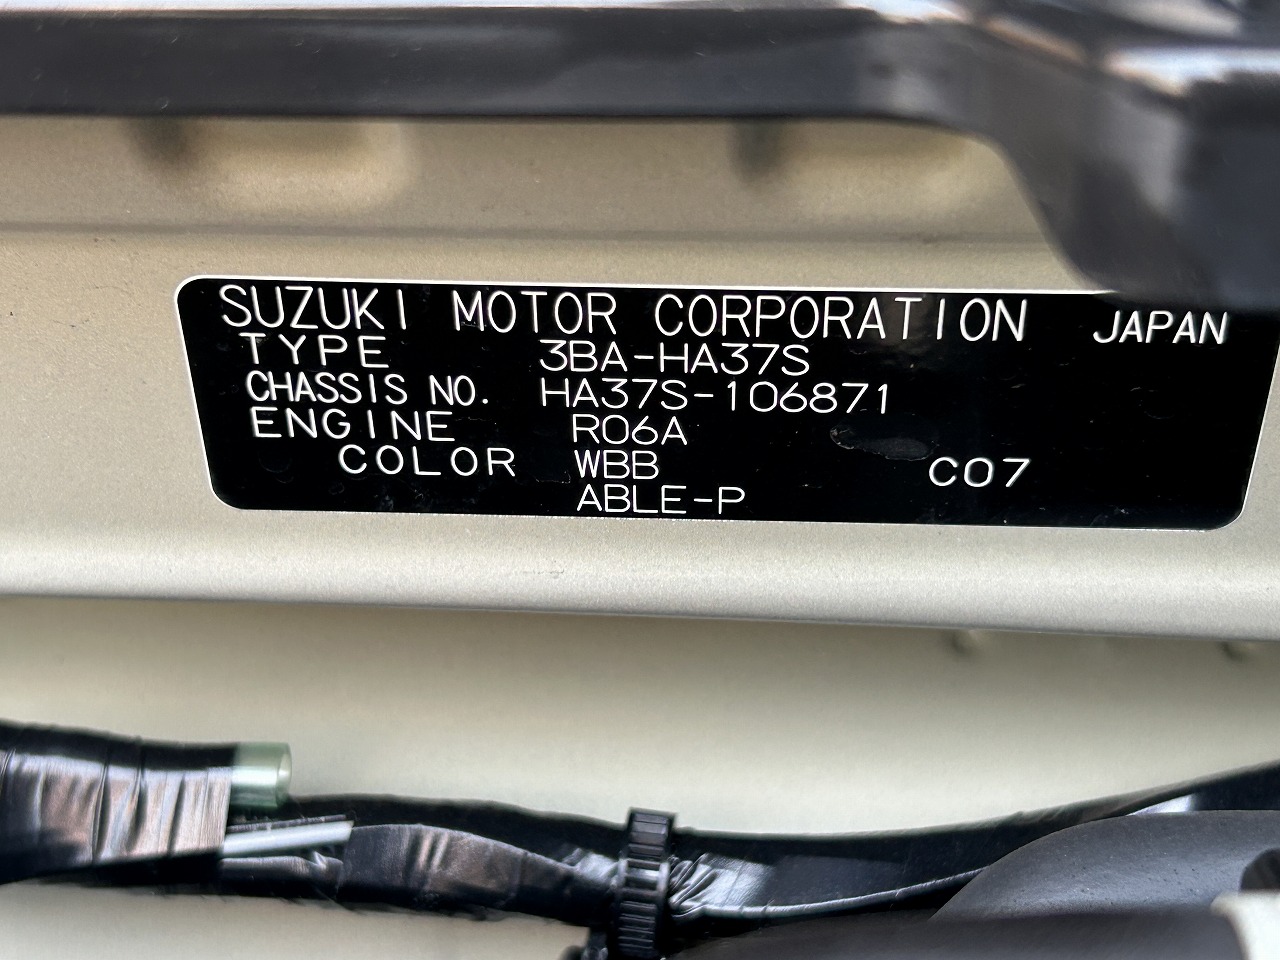 SUZUKI MOTOR CORPORATION JAPAN
TYPE 3BA-HA37S
CHASSIS NO. HA37S-106871
ENGINE R06A
COLOR WBB C07
ABLE-P